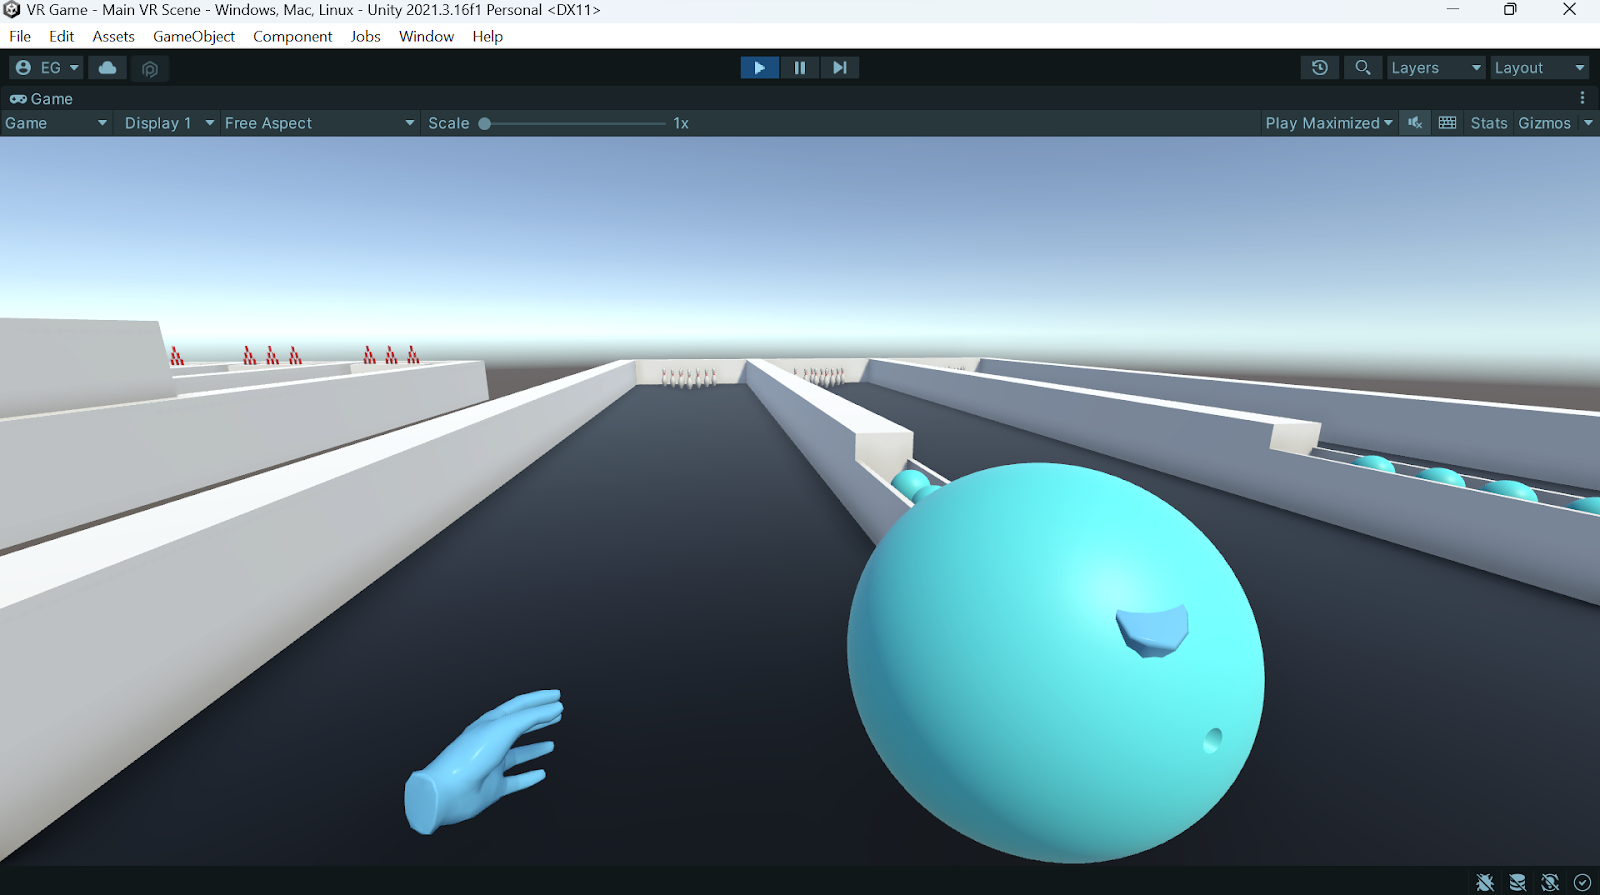 VR Game - Main VR Scene - Windows, Mac, Linux - Unity 2021.3.16f1 Personal <DX11>
File Edit Assets GameObject Component Jobs Window Help
EG Layers Layout
Game
Game Display 1 Free Aspect Scale 1x Play Maximized Stats Gizmos